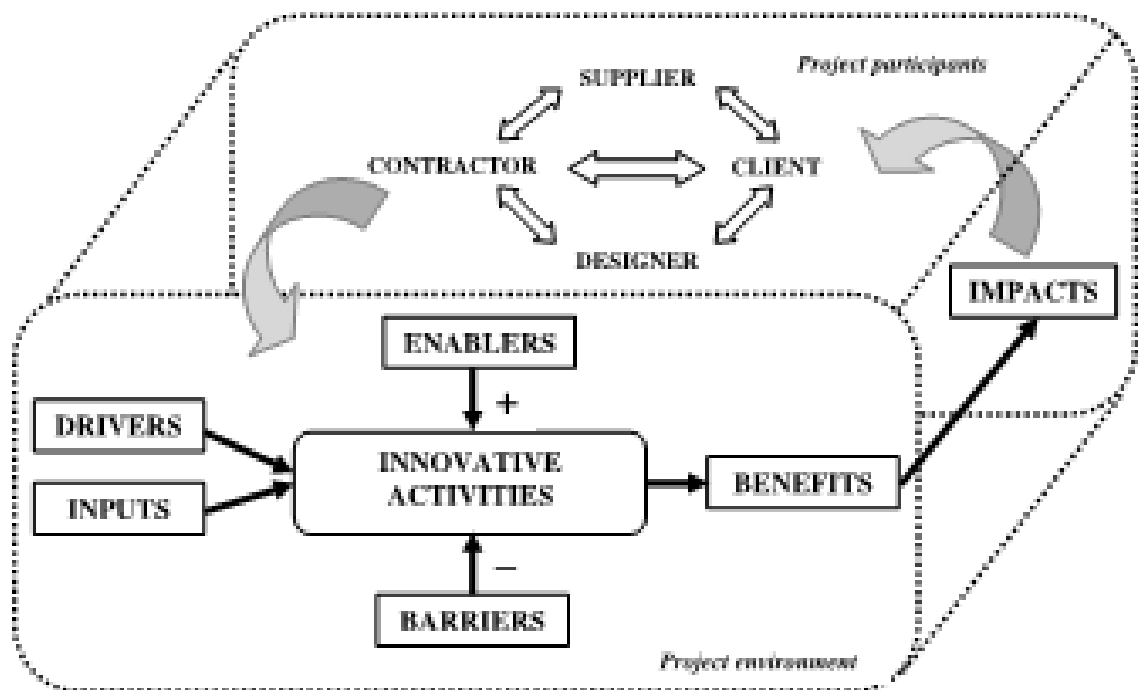 Project participants
SUPPLIER
CONTRACTOR
CLIENT
DESIGNER
IMPACTS
ENABLERS
+
DRIVERS
INNOVATIVE
ACTIVITIES
INPUTS
BENEFITS
–
BARRIERS
Project environment